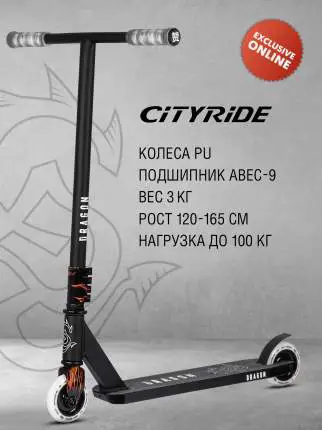 EXCLUSIVE
ONLINE
CiTYRiDE
КОЛЕСА PU
ПОДШИПНИК ABEC-9
ВЕС 3 КГ
РОСТ 120-165 СМ
НАГРУЗКА ДО 100 КГ
DRAGON
DRAGON